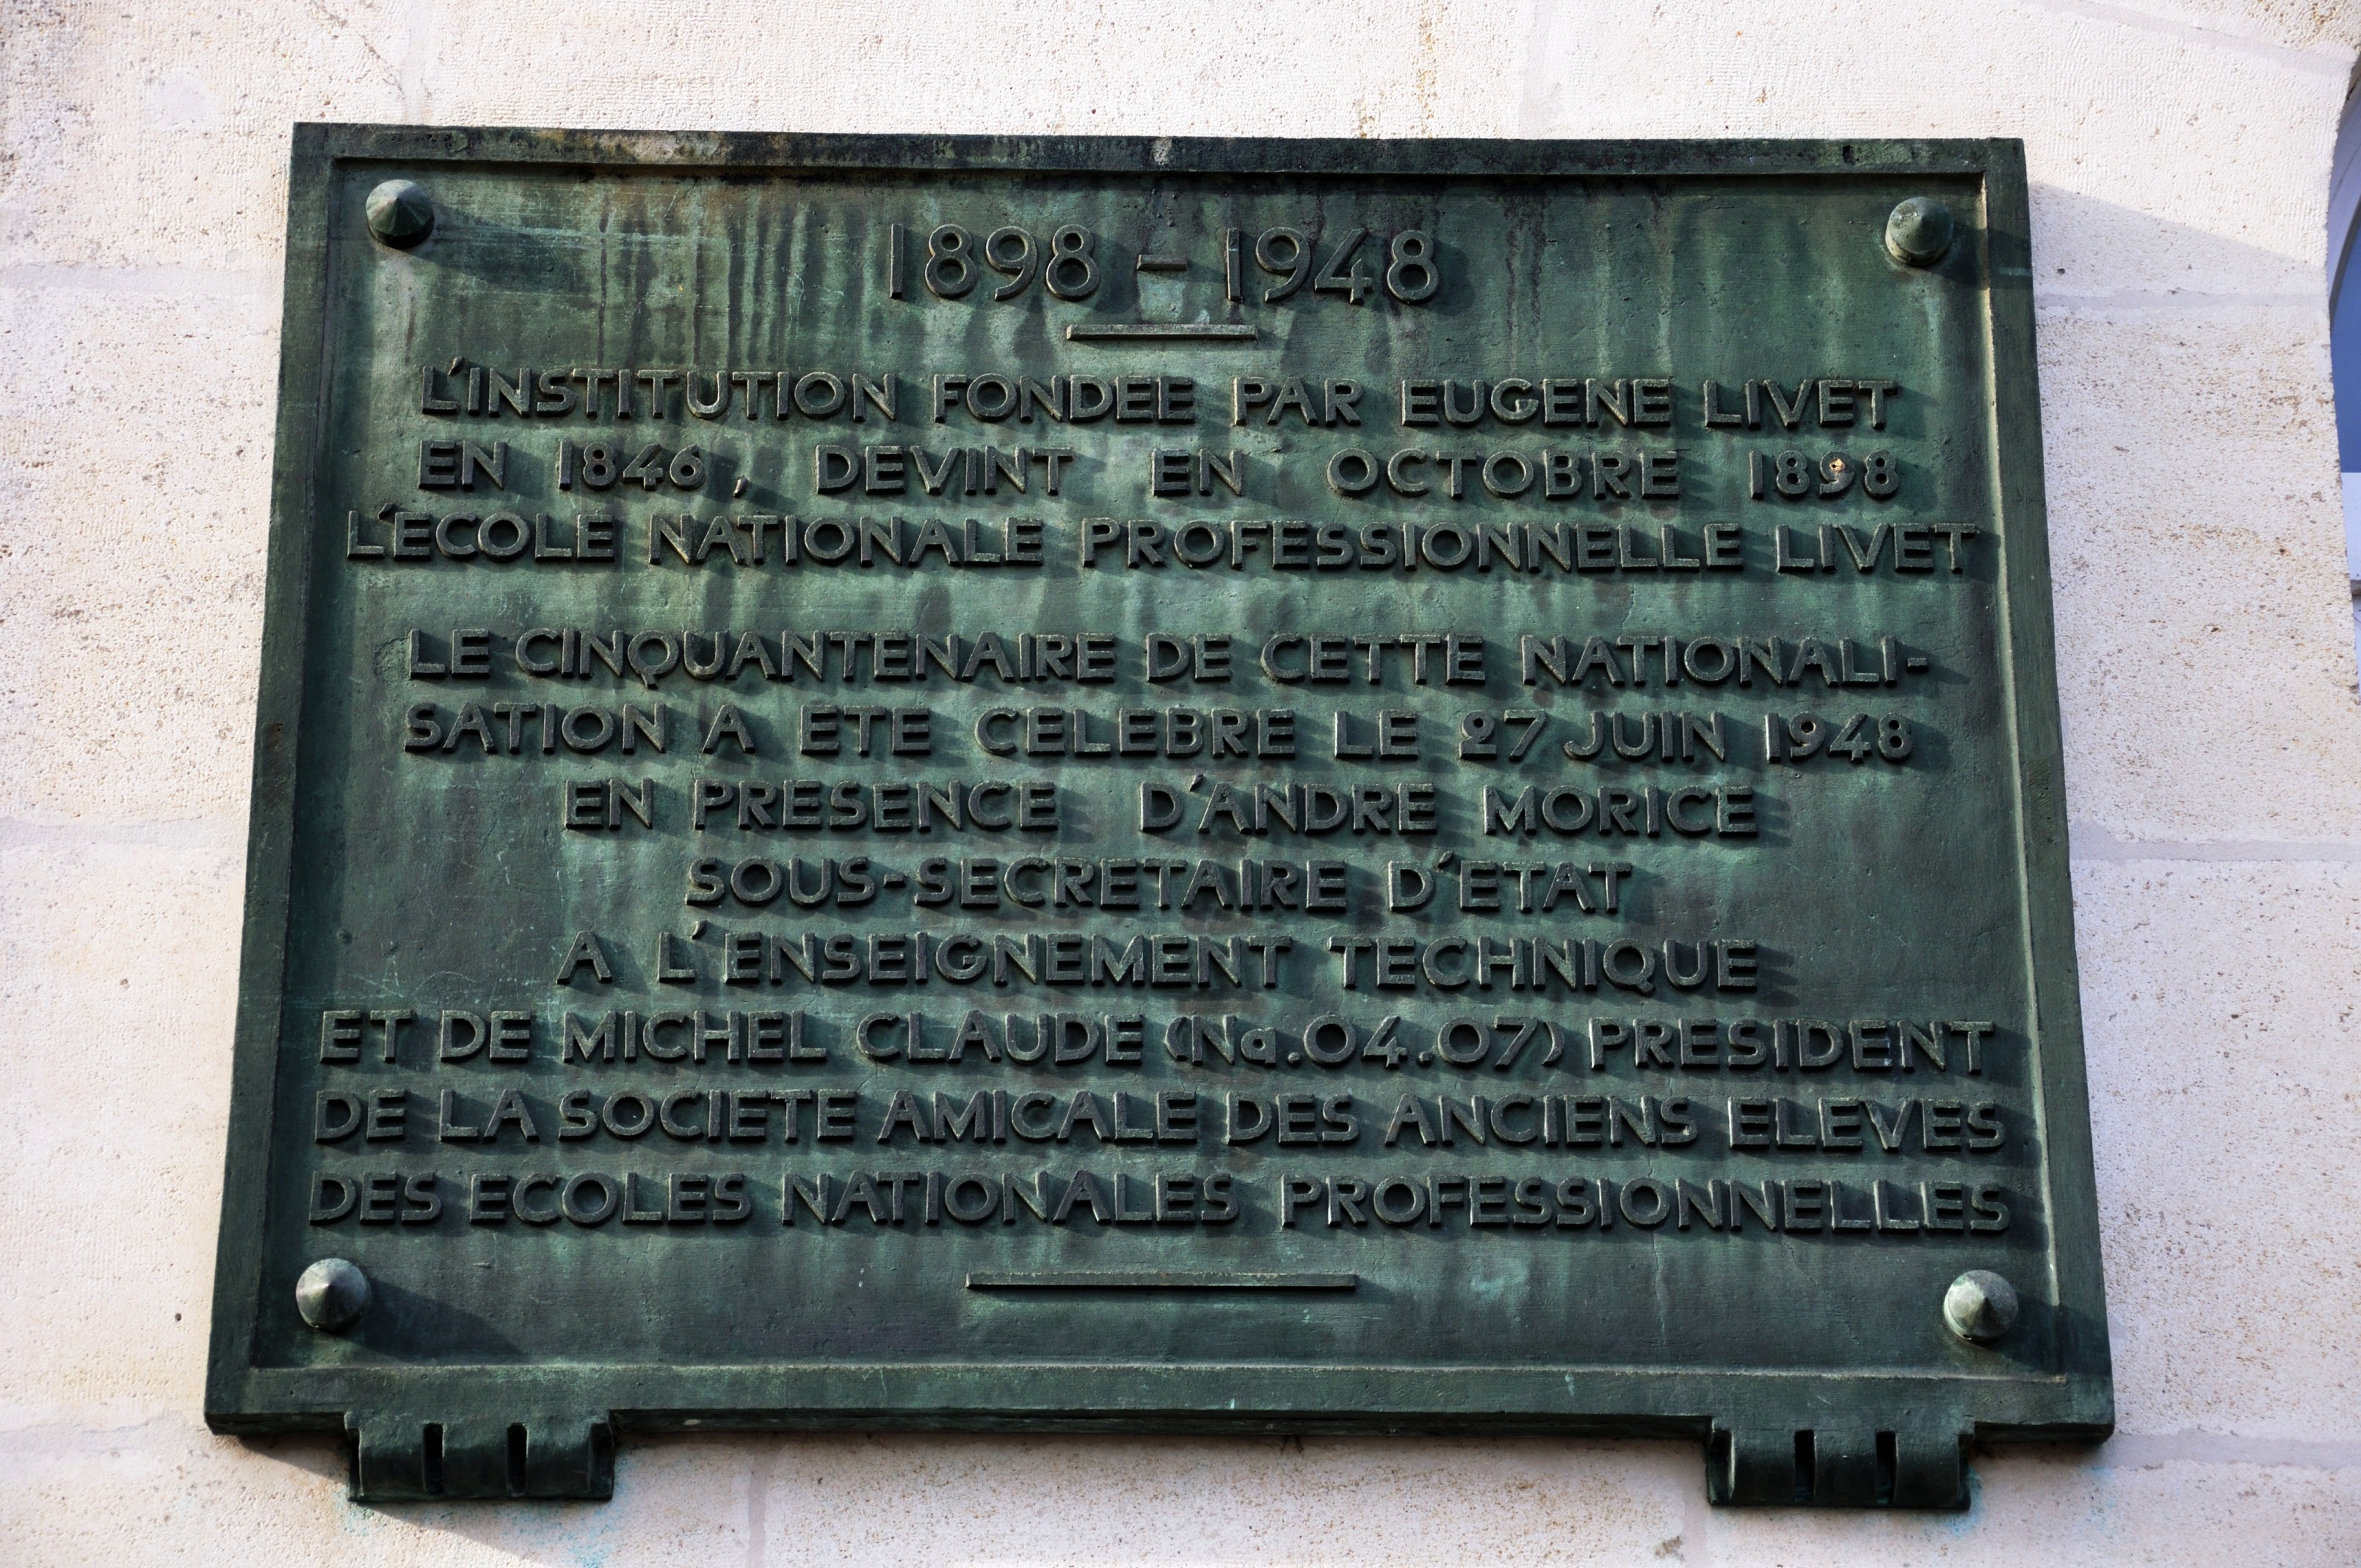 1898 - 1948
L'INSTITUTION FONDEE PAR EUGENE LIVET
EN 1846, DEVINT EN OCTOBRE 1898
L'ECOLE NATIONALE PROFESSIONNELLE LIVET
LE CINQUANTENAIRE DE CETTE NATIONALI-
SATION A ETE CELEBRE LE 27 JUIN 1948
EN PRESENCE D'ANDRE MORICE
SOUS-SECRETAIRE D'ETAT
A L'ENSEIGNEMENT TECHNIQUE
ET DE MICHEL CLAUDE (Na.04.07) PRESIDENT
DE LA SOCIETE AMICALE DES ANCIENS ELEVES
DES ECOLES NATIONALES PROFESSIONNELLES